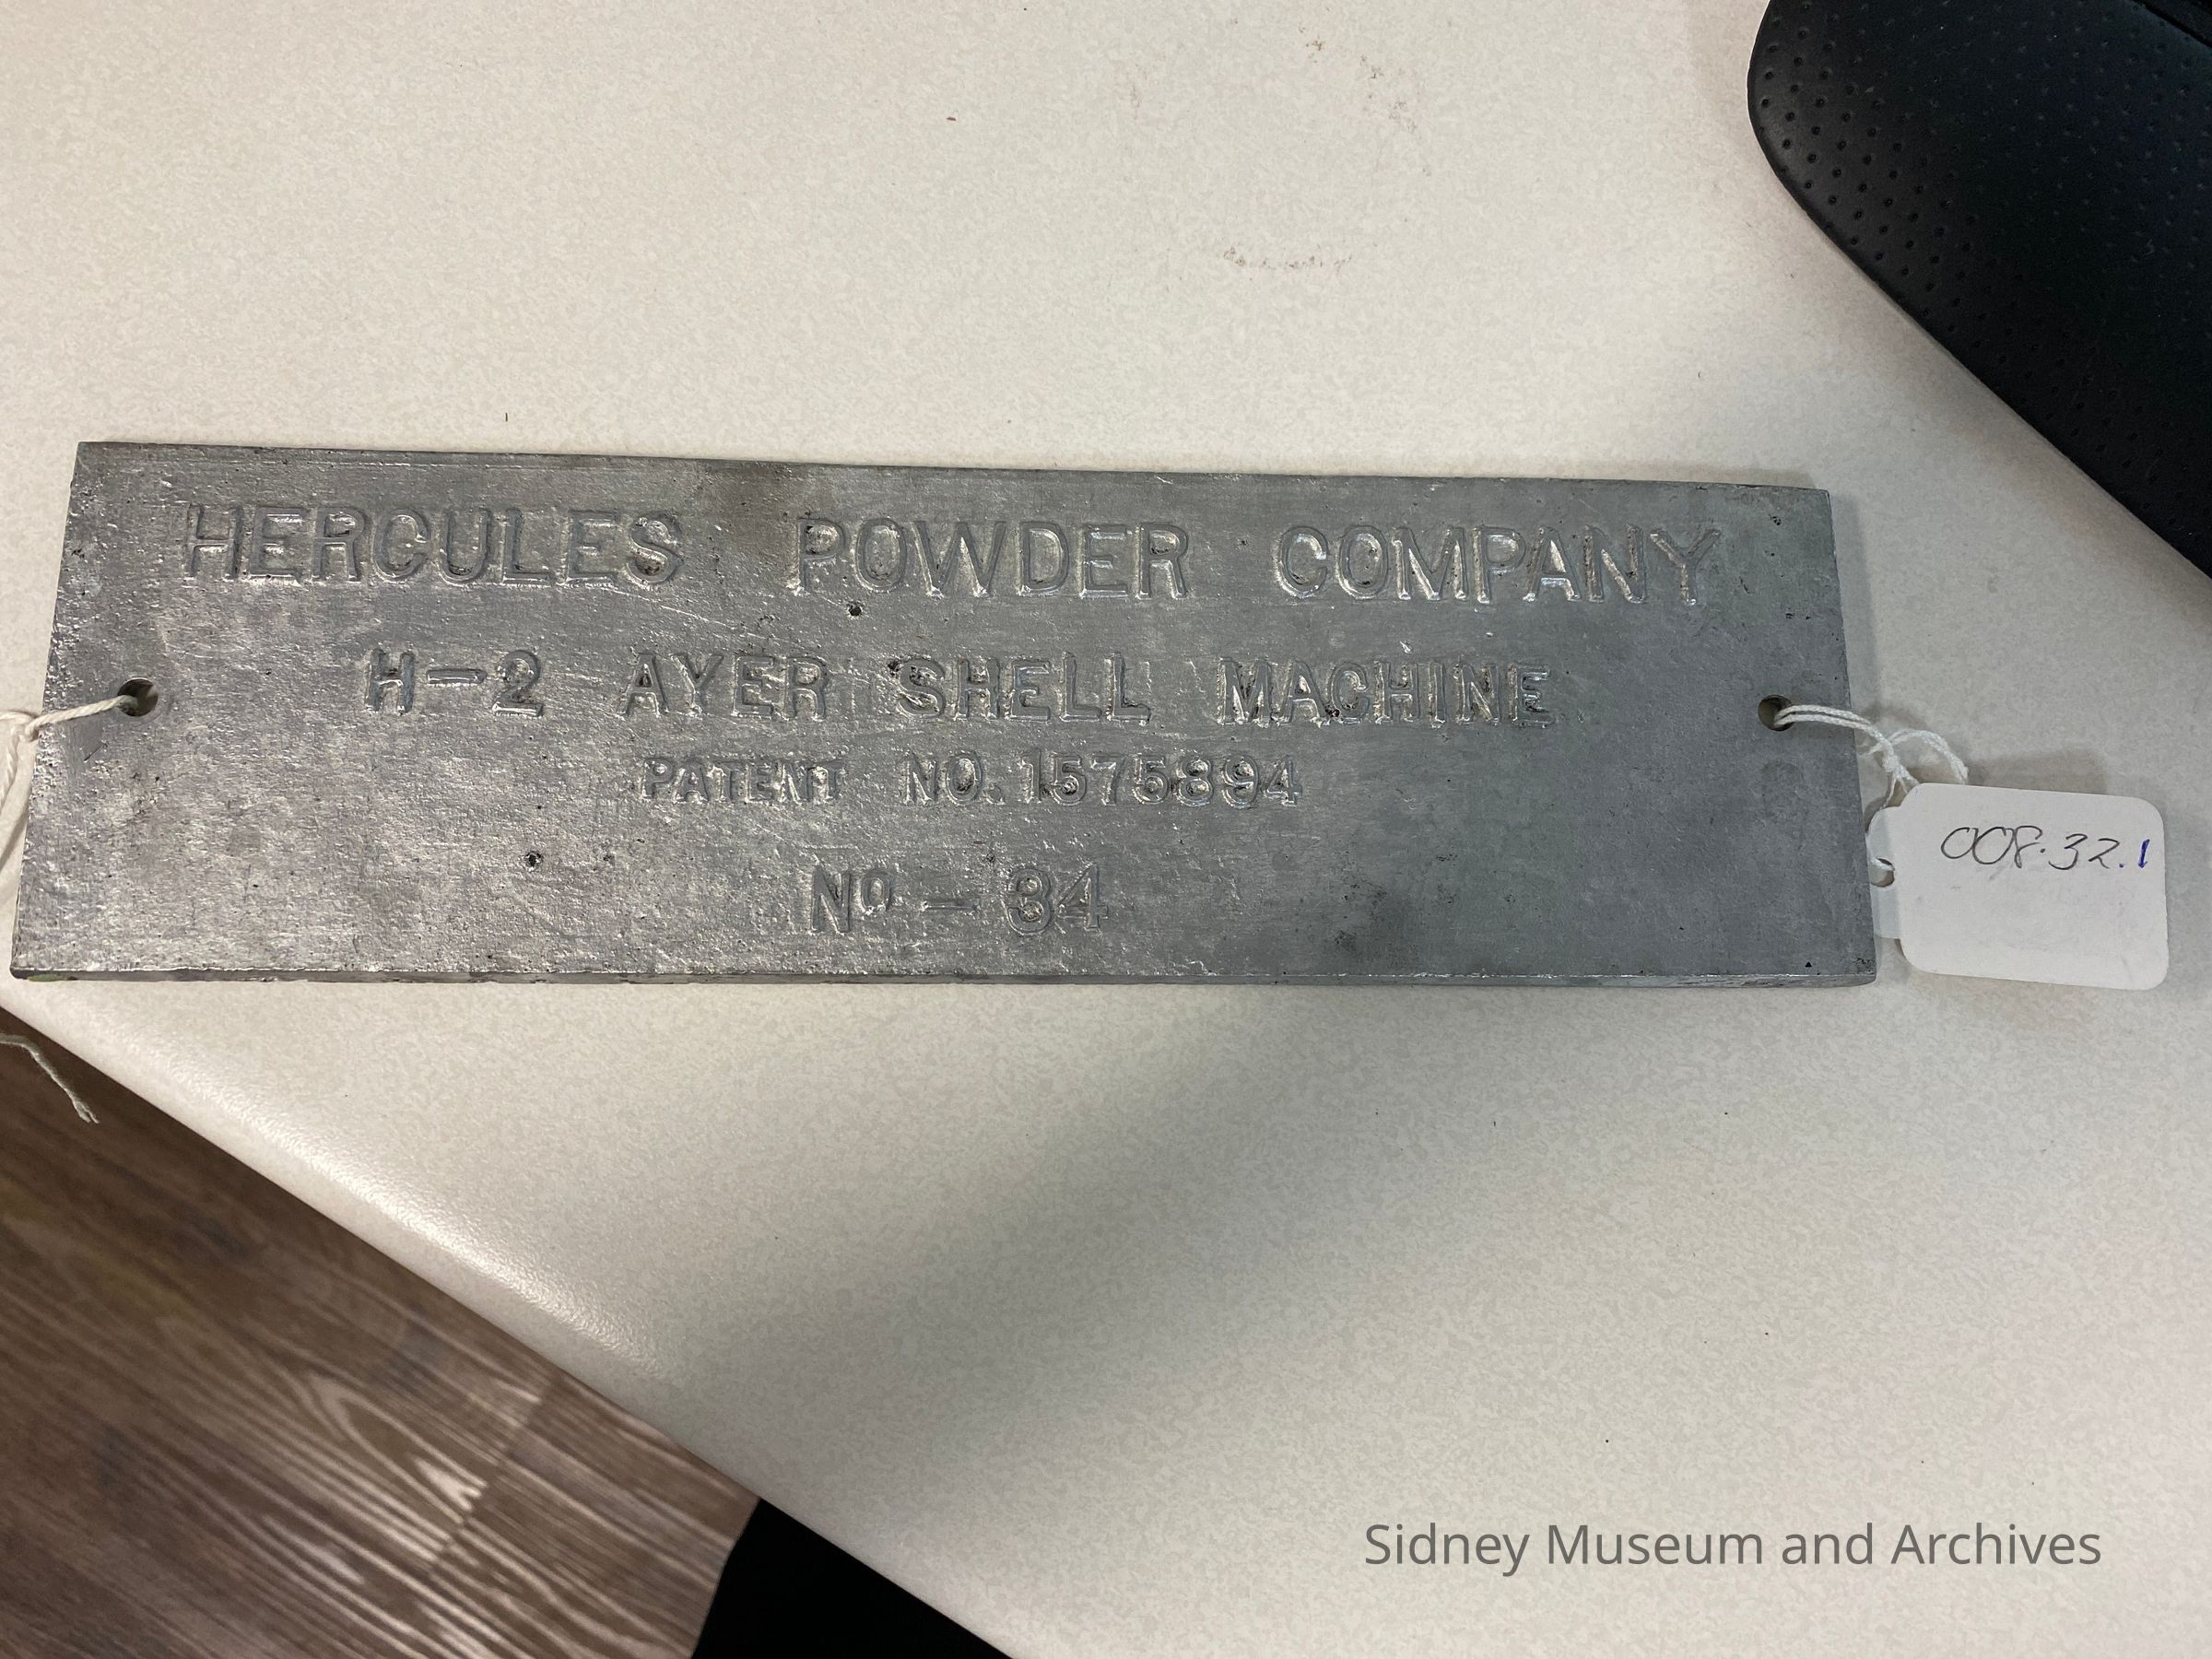 HERCULES POWDER COMPANY
H-2 AYER SHELL MACHINE
PATENT NO. 1575894
Nº - 34
008.32.1
Sidney Museum and Archives